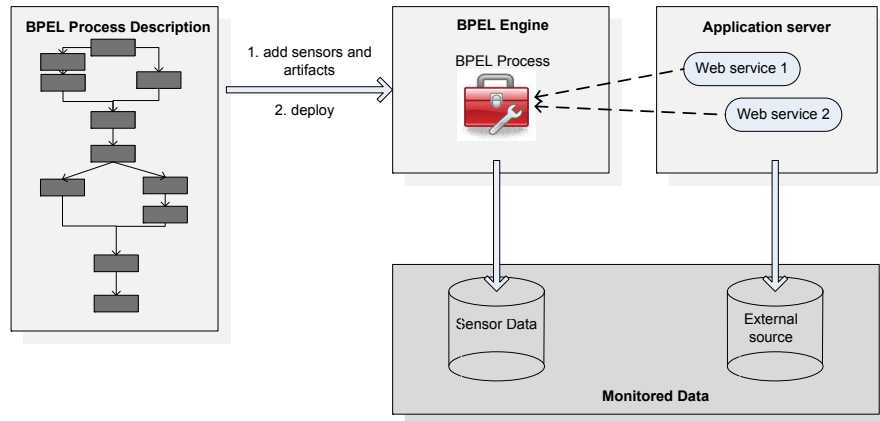 BPEL Process Description
1. add sensors and
artifacts
2. deploy
BPEL Engine
BPEL Process
Application server
Web service 1
Web service 2
Sensor Data
External
source
Monitored Data